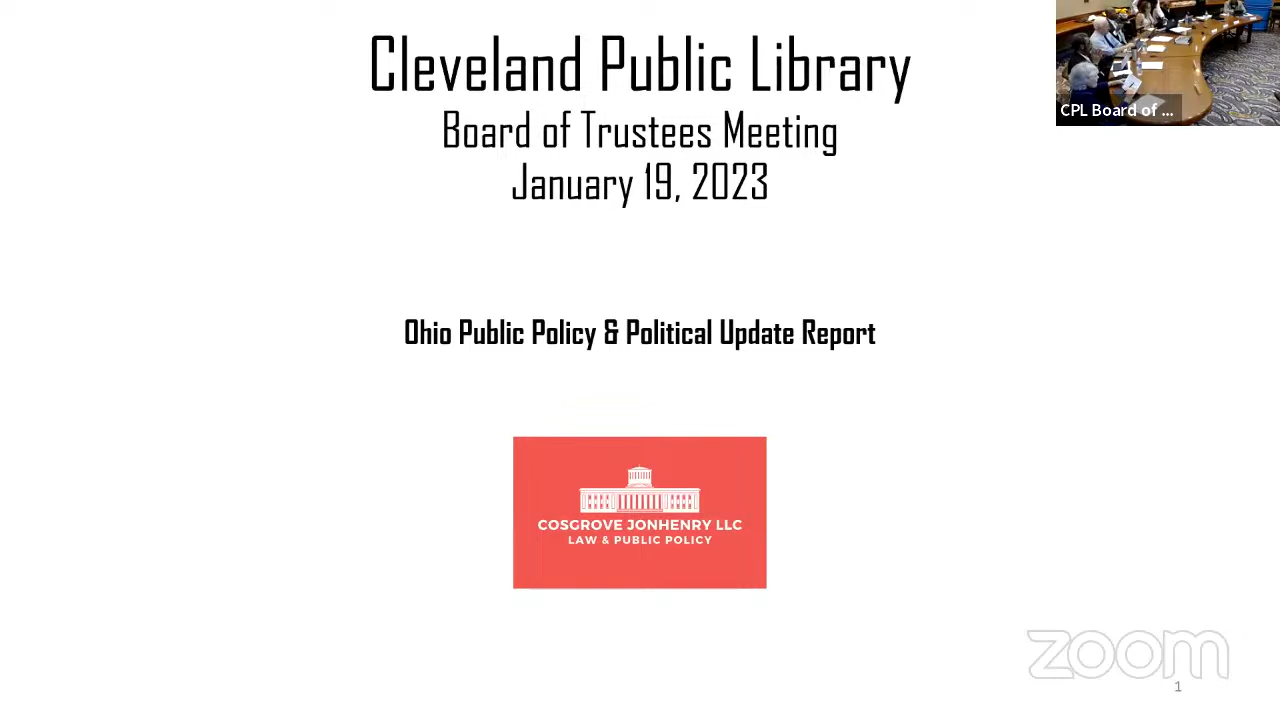 Cleveland Public Library
Board of Trustees Meeting
January 19, 2023
CPL Board of ...
Ohio Public Policy & Political Update Report
COSGROVE JONHENRY LLC
LAW & PUBLIC POLICY
zoom
1